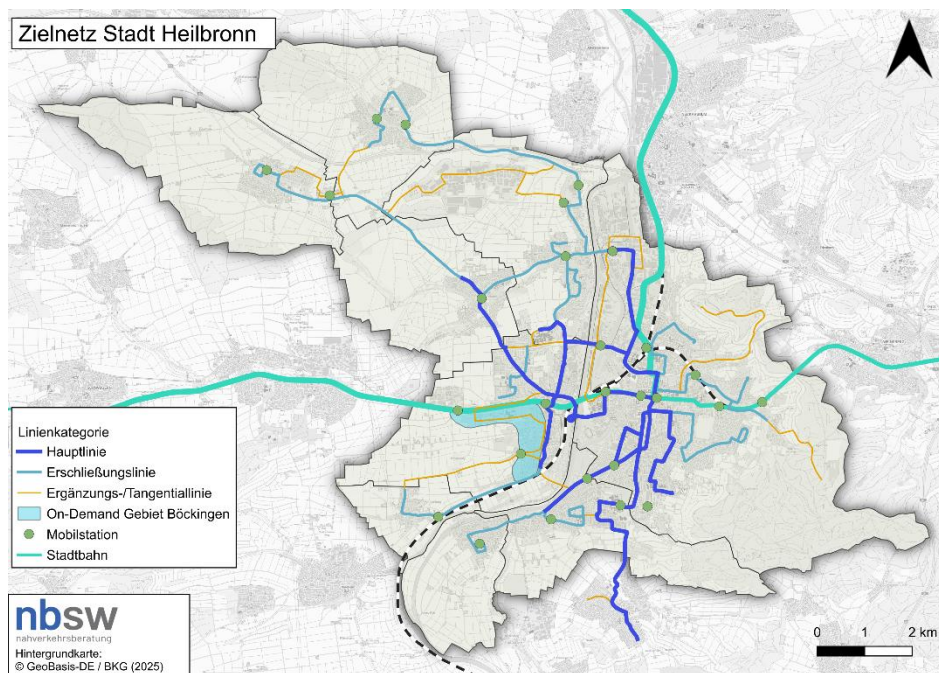 Zielnetz Stadt Heilbronn
Linienkategorie
Hauptlinie
Erschließungslinie
Ergänzungs-/Tangentiallinie
On-Demand Gebiet Böckingen
Mobilstation
Stadtbahn
nbsw
nahverkehrsberatung
Hintergrundkarte:
© GeoBasis-DE / BKG (2025)
0 1 2 km